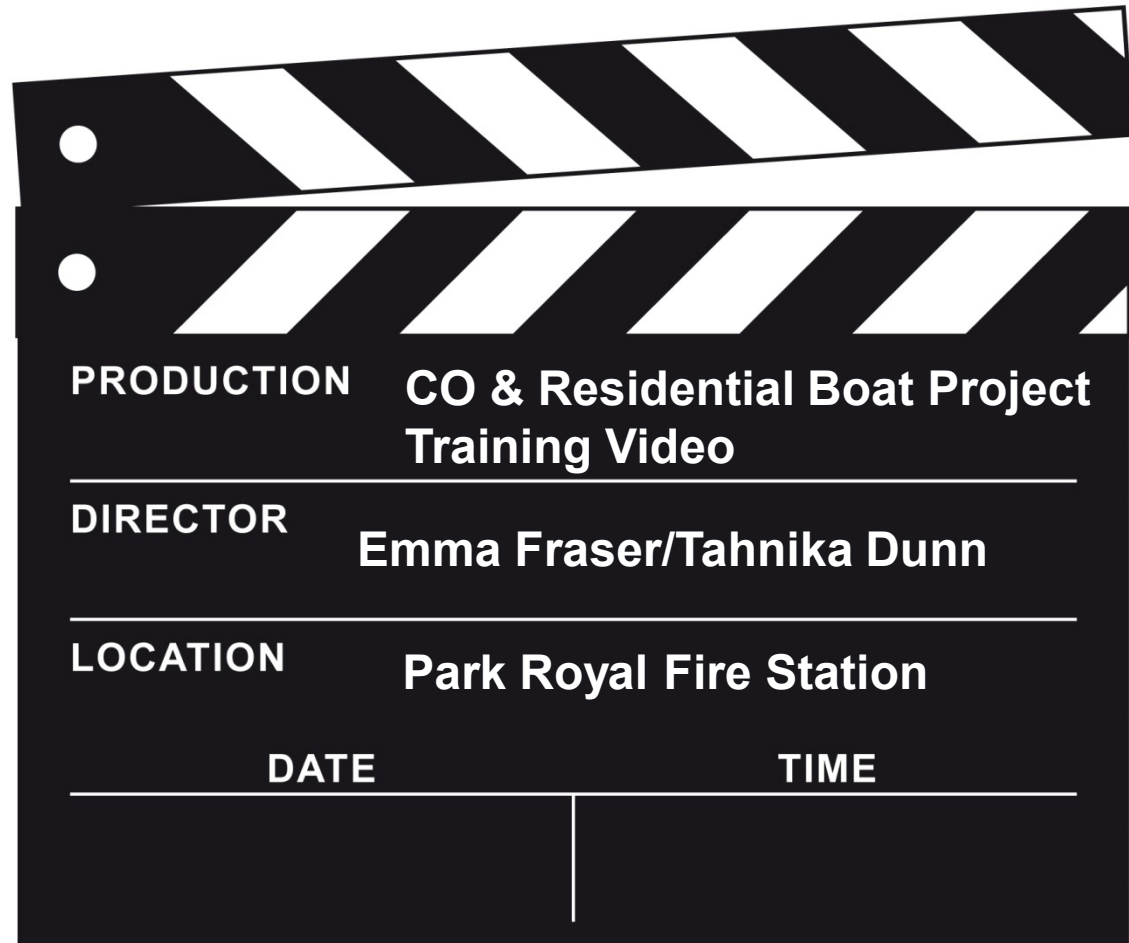 PRODUCTION CO & Residential Boat Project
Training Video
DIRECTOR
Emma Fraser/Tahnika Dunn
LOCATION Park Royal Fire Station
DATE TIME